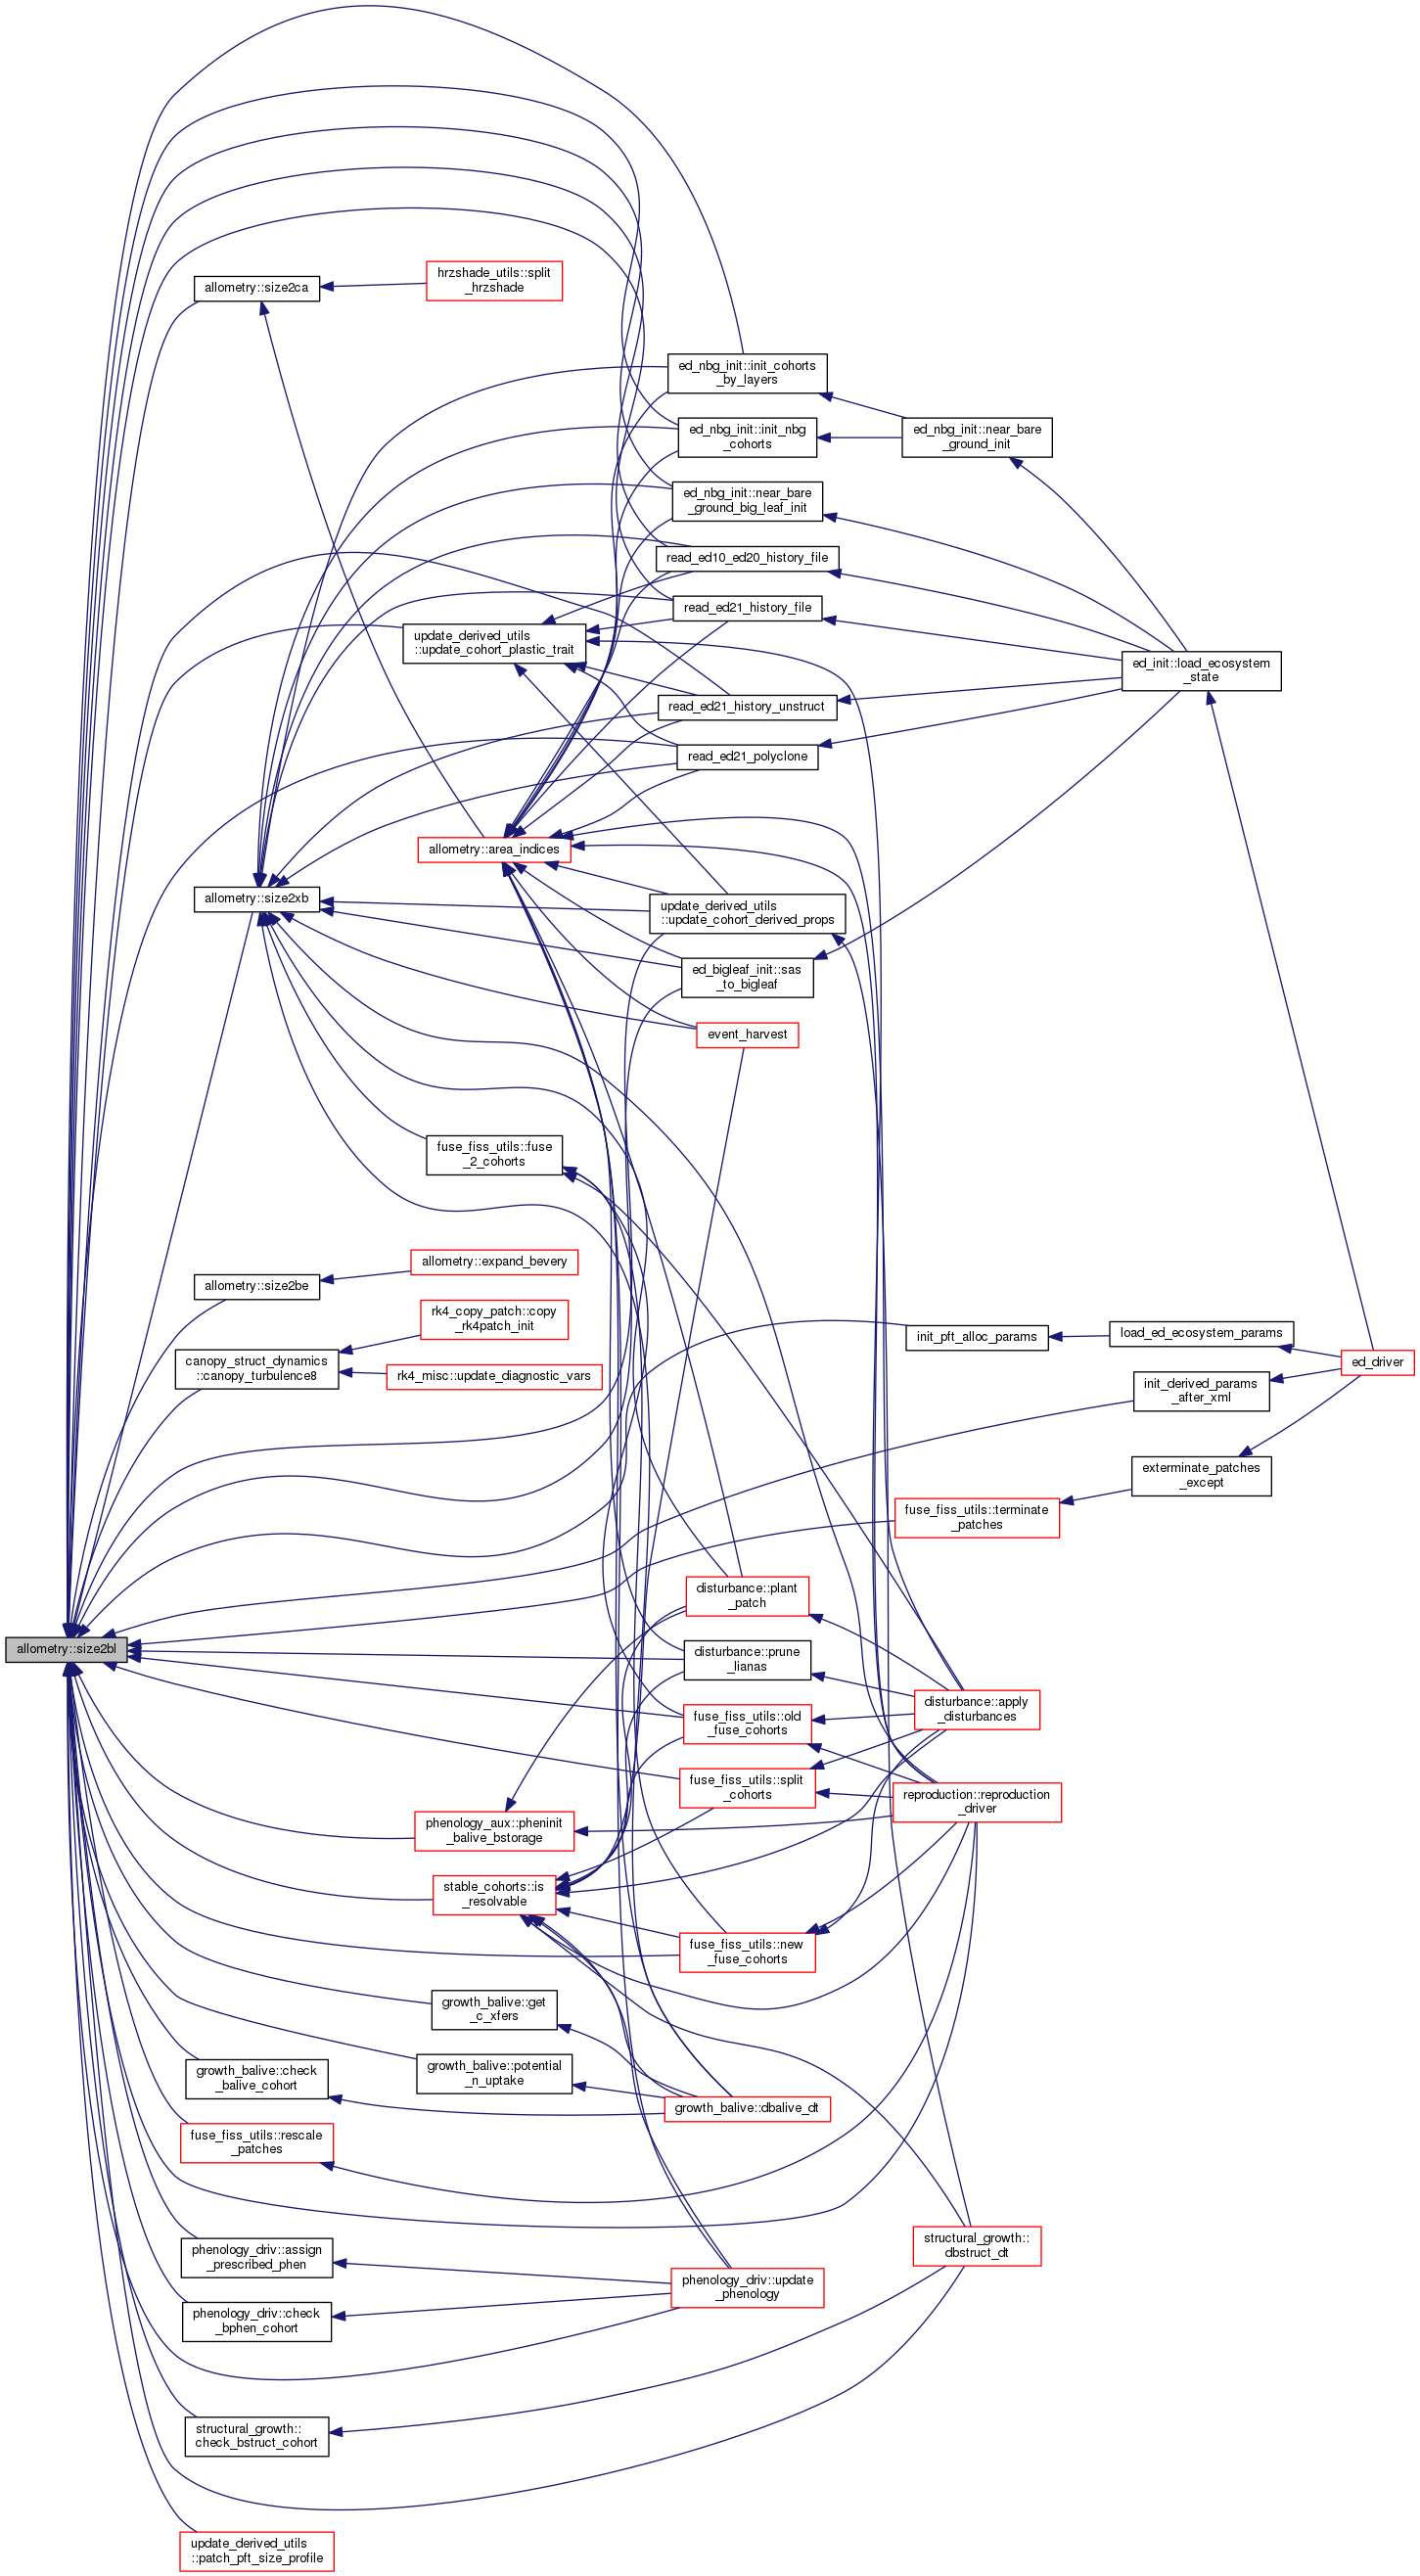 allometry::size2ca
hrzshade_utils::split
_hrzshade
ed_nbg_init::init_cohorts
_by_layers
ed_nbg_init::init_nbg
_cohorts
ed_nbg_init::near_bare
_ground_init
ed_nbg_init::near_bare
_ground_big_leaf_init
read_ed10_ed20_history_file
read_ed21_history_file
update_derived_utils
::update_cohort_plastic_trait
ed_init::load_ecosystem
_state
read_ed21_history_unstruct
read_ed21_polyclone
allometry::area_indices
allometry::size2xb
update_derived_utils
::update_cohort_derived_props
ed_bigleaf_init::sas
_to_bigleaf
event_harvest
fuse_fiss_utils::fuse
_2_cohorts
allometry::expand_bevery
allometry::size2be
rk4_copy_patch::copy
_rk4patch_init
init_pft_alloc_params
load_ed_ecosystem_params
canopy_struct_dynamics
::canopy_turbulence8
rk4_misc::update_diagnostic_vars
ed_driver
init_derived_params
_after_xml
exterminate_patches
_except
fuse_fiss_utils::terminate
_patches
disturbance::plant
_patch
allometry::size2bl
disturbance::prune
_lianas
disturbance::apply
_disturbances
fuse_fiss_utils::old
_fuse_cohorts
fuse_fiss_utils::split
_cohorts
reproduction::reproduction
_driver
phenology_aux::pheninit
_balive_bstorage
stable_cohorts::is
_resolvable
fuse_fiss_utils::new
_fuse_cohorts
growth_balive::get
_c_xfers
growth_balive::check
_balive_cohort
growth_balive::potential
_n_uptake
growth_balive::dbalive_dt
fuse_fiss_utils::rescale
_patches
phenology_driv::assign
_prescribed_phen
structural_growth::
dbstruct_dt
phenology_driv::update
_phenology
phenology_driv::check
_bphen_cohort
structural_growth::
check_bstruct_cohort
update_derived_utils
::patch_pft_size_profile